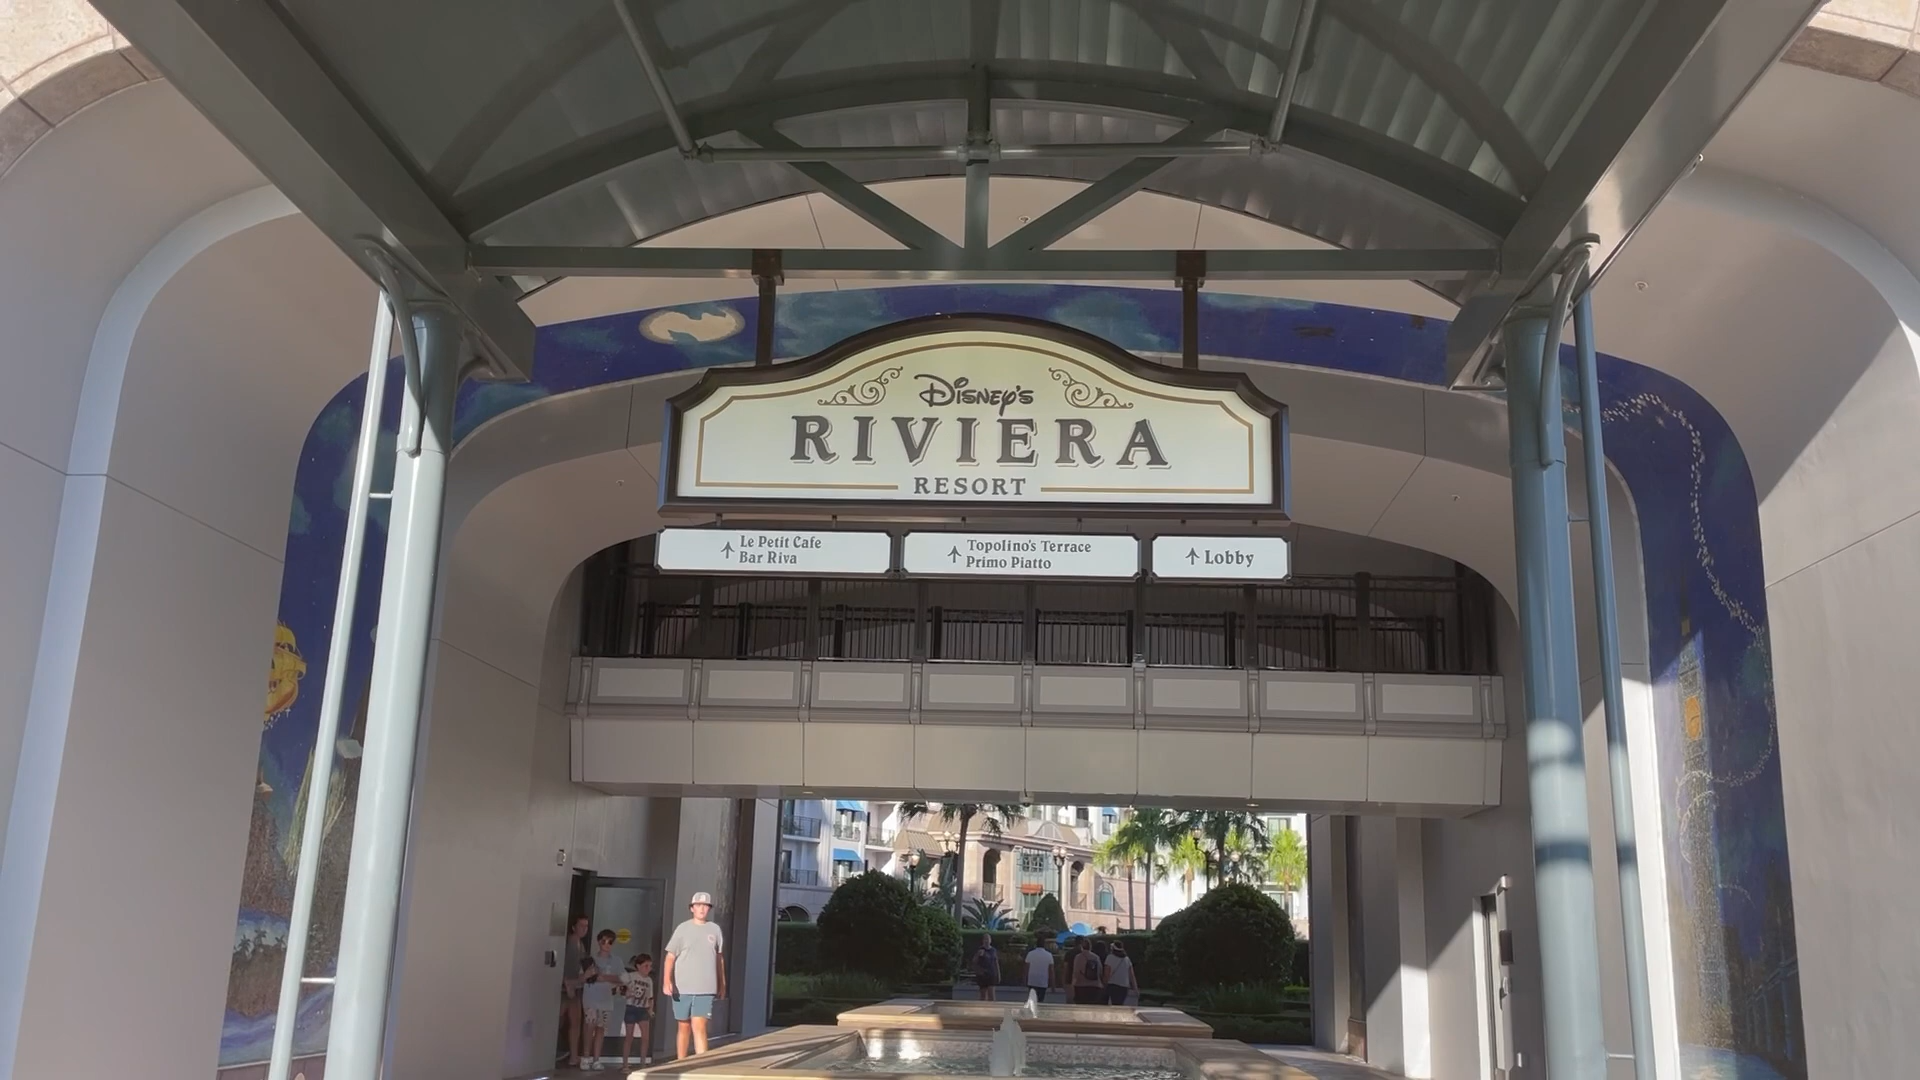 Disney's
RIVIERA
RESORT
Le Petit Cafe
Bar Riva
Topolino's Terrace
Primo Piatto
Lobby